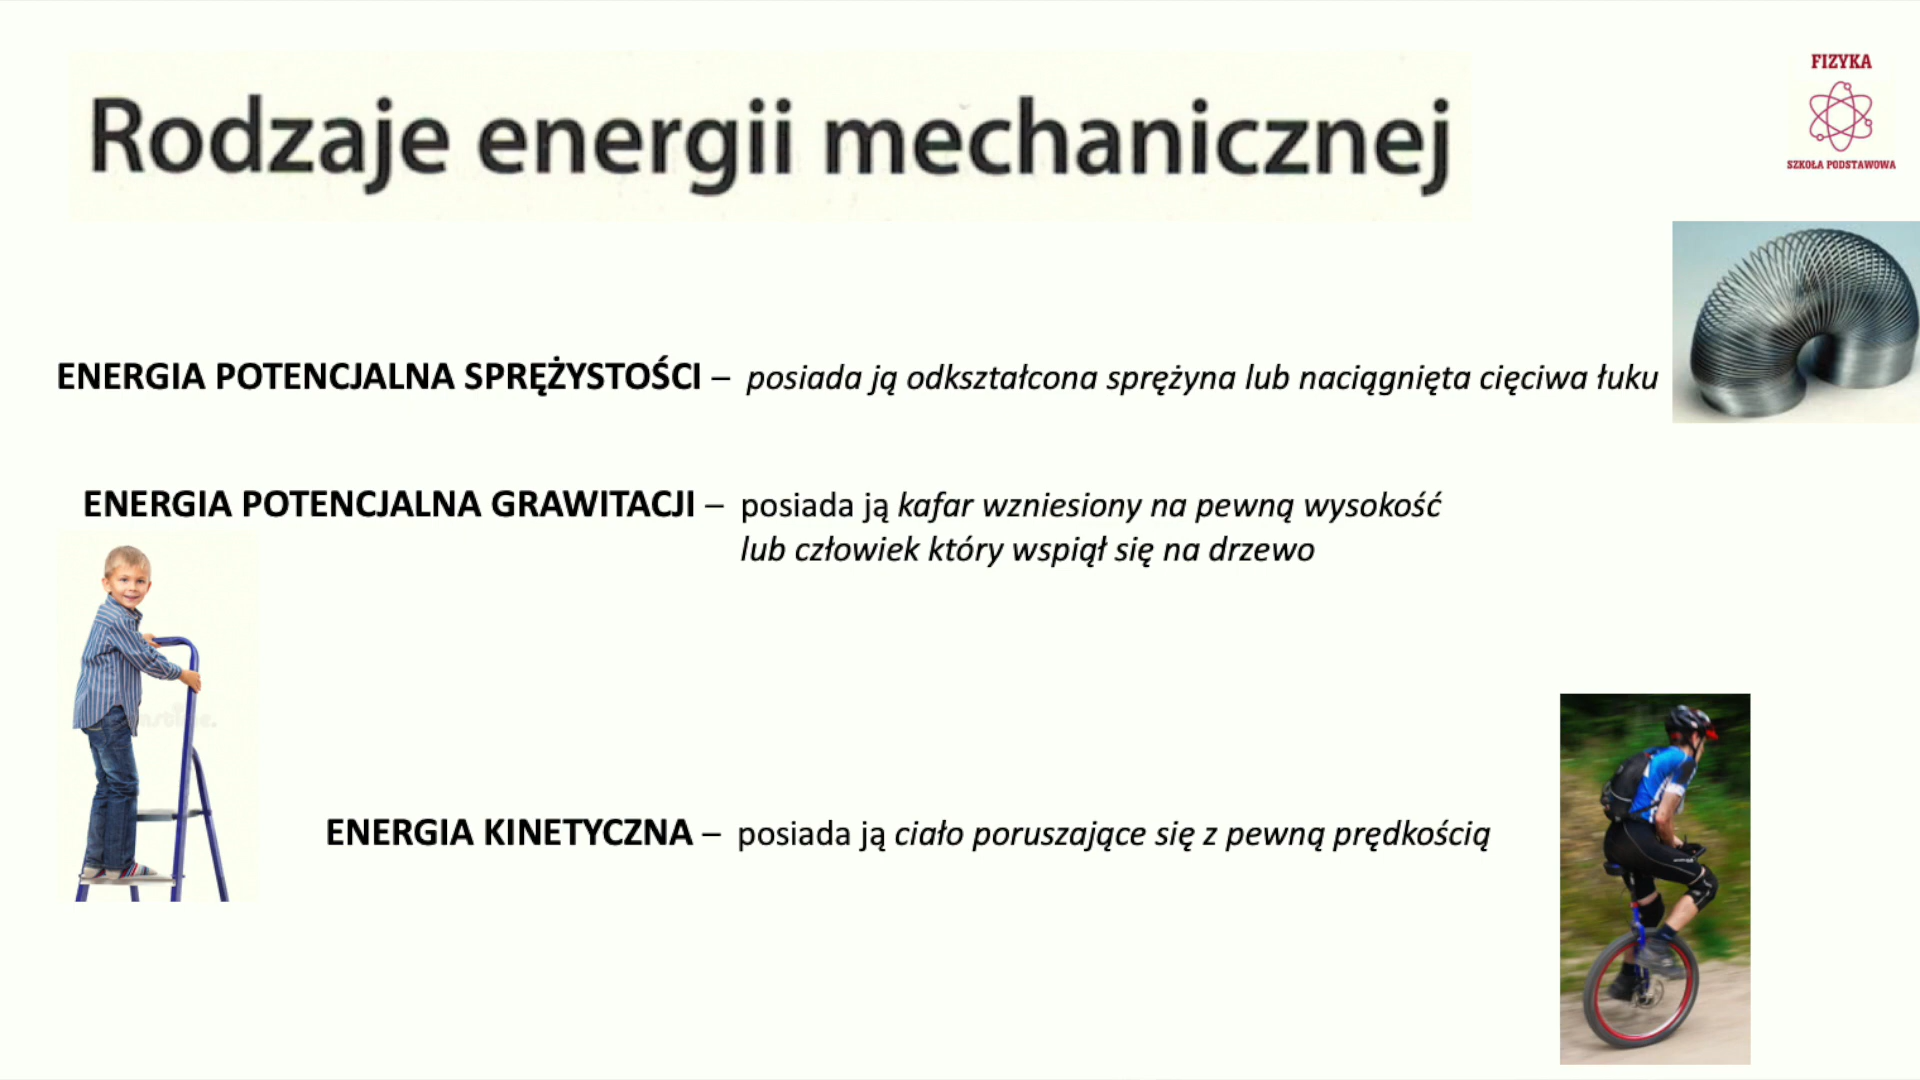 Rodzaje energii mechanicznej
FIZYKA
SZKOŁA PODSTAWOWA
ENERGIA POTENCJALNA SPRĘŻYSTOŚCI – posiada ją odkształcona sprężyna lub naciągnięta cięciwa łuku
ENERGIA POTENCJALNA GRAWITACJI – posiada ją kafar wzniesiony na pewną wysokość
lub człowiek który wspiął się na drzewo
ENERGIA KINETYCZNA – posiada ją ciało poruszające się z pewną prędkością